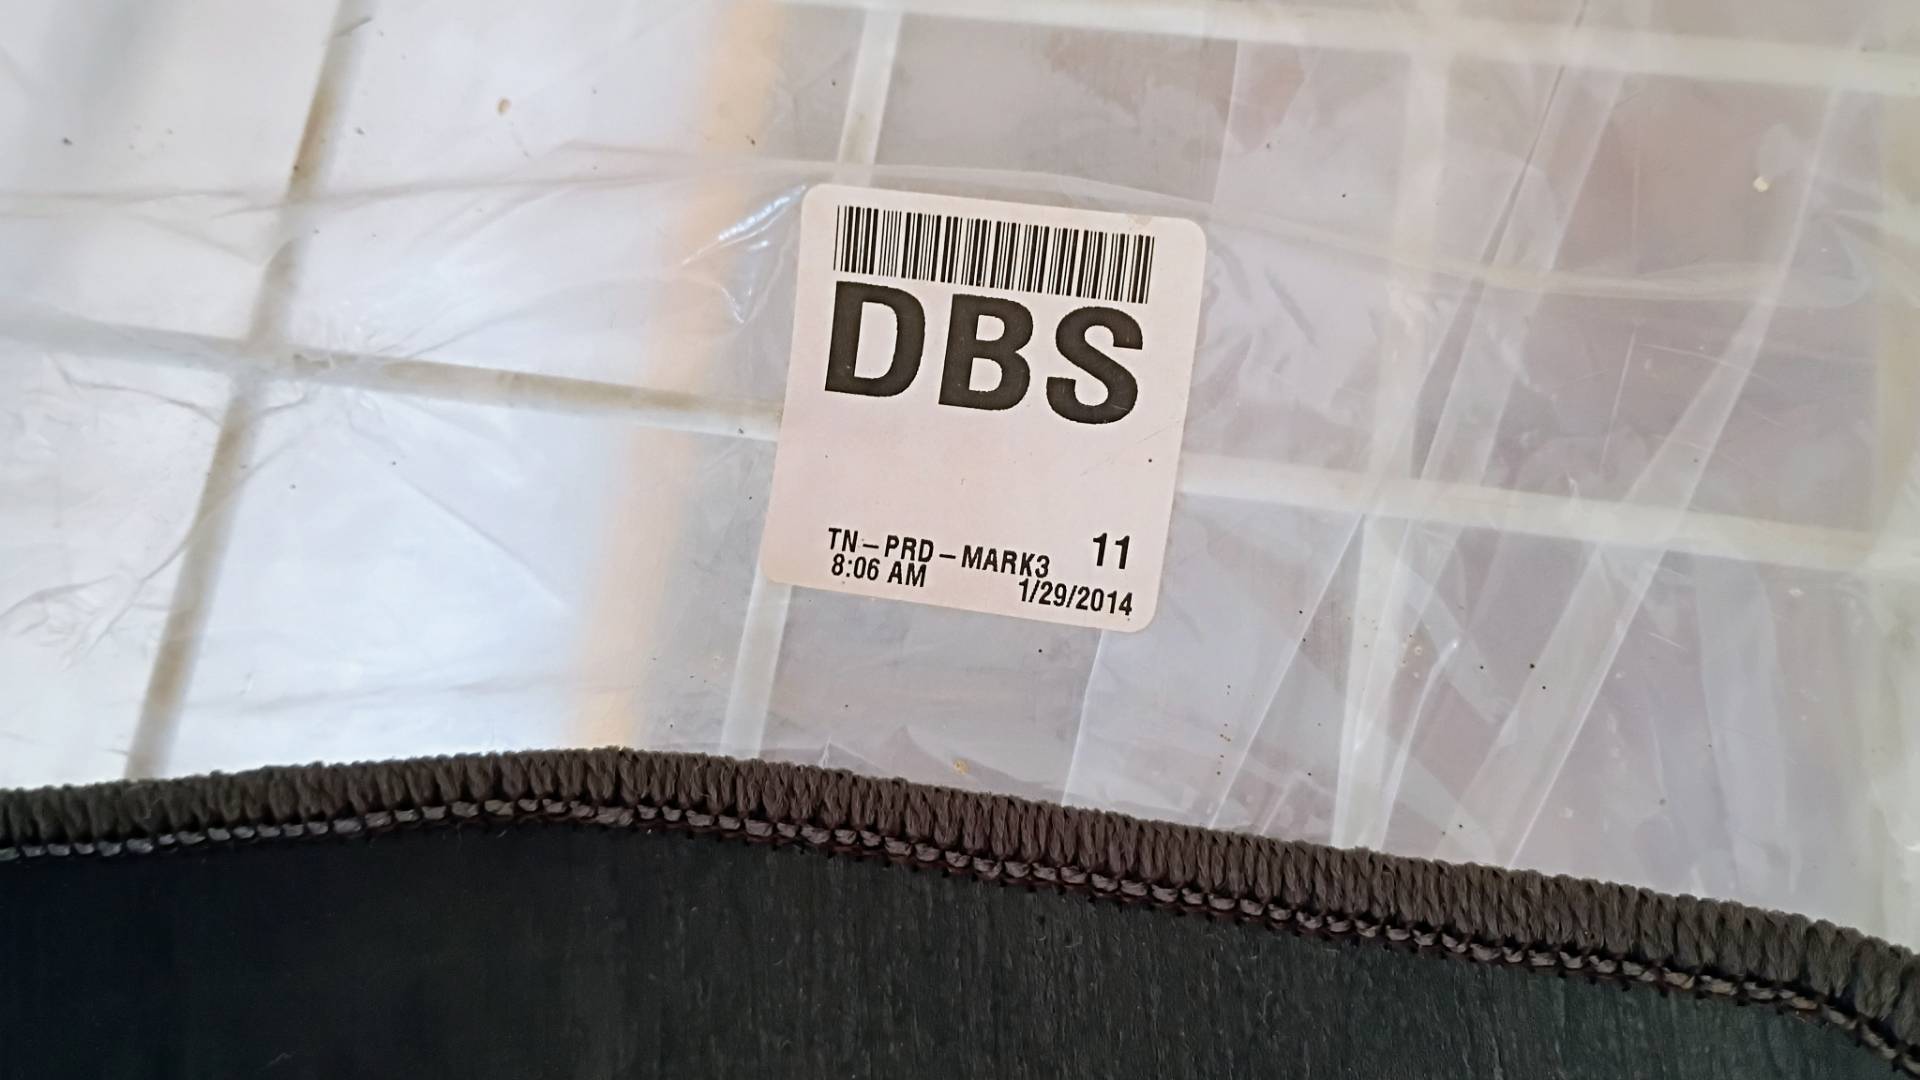 DBS
TN-PRD-MARK3 11
8:06 AM 1/29/2014